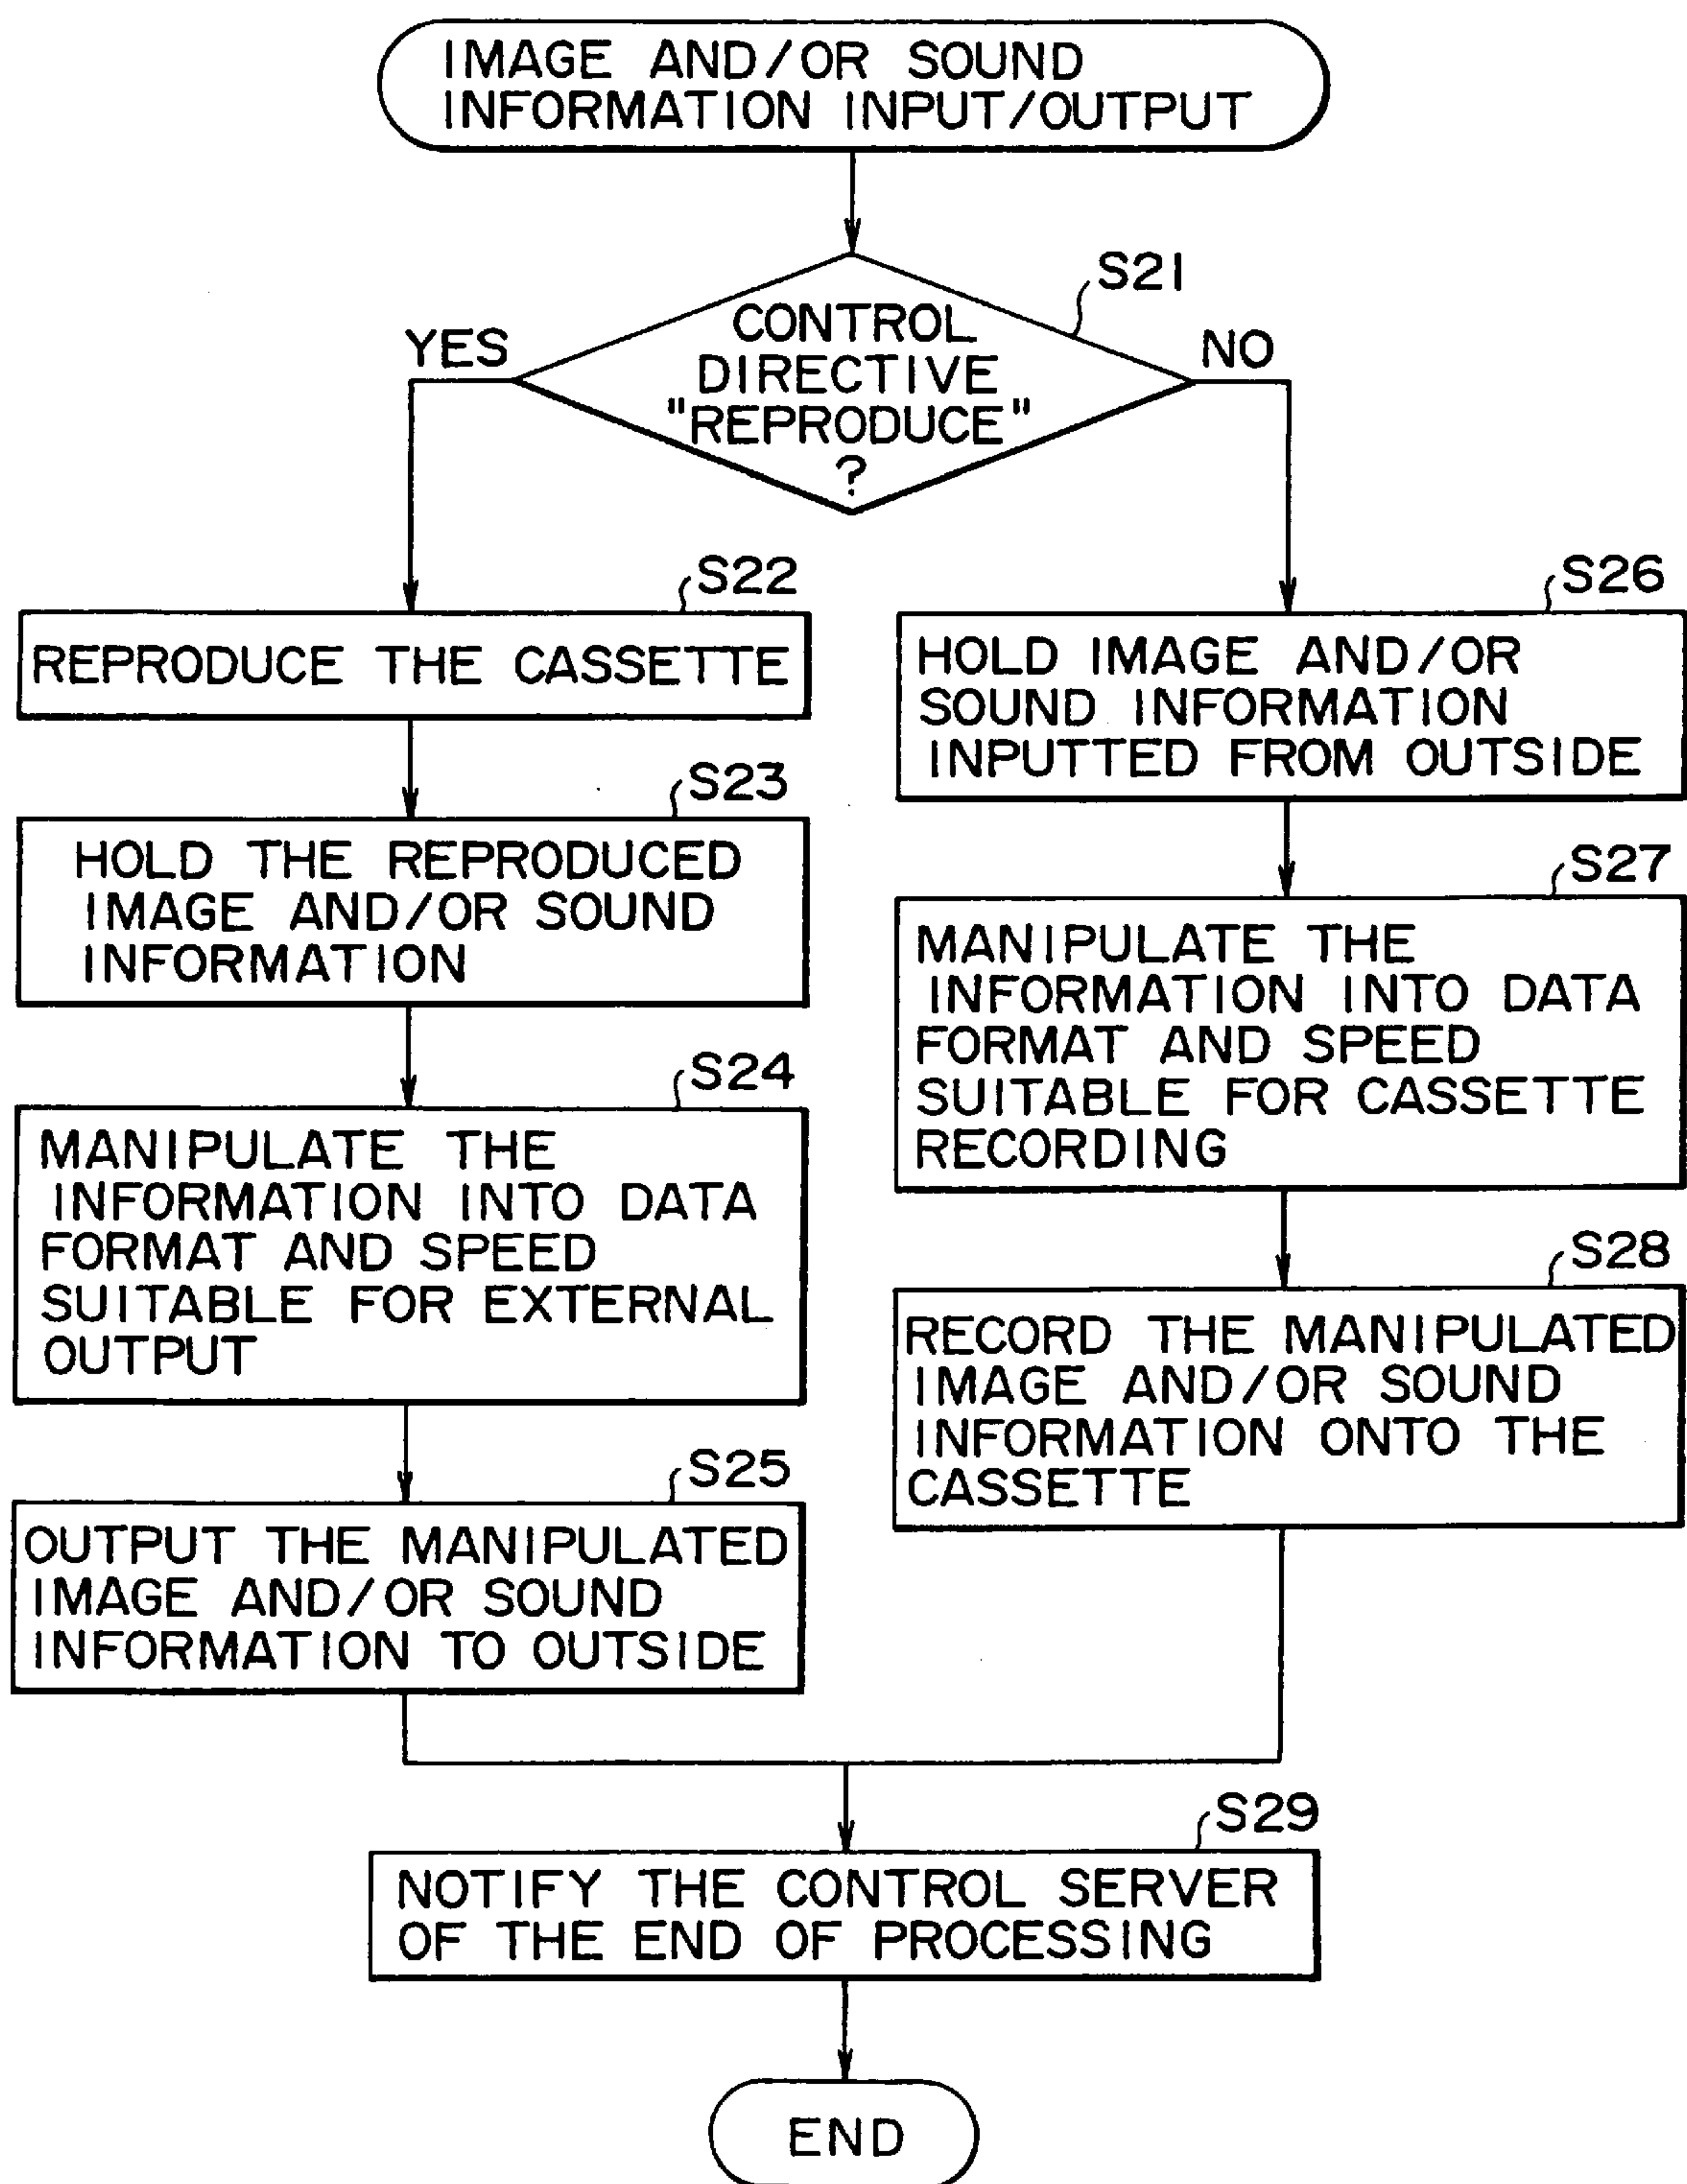 IMAGE AND/OR SOUND
INFORMATION INPUT/OUTPUT
S21
CONTROL
DIRECTIVE
"REPRODUCE"
?
YES
NO
S22
REPRODUCE THE CASSETTE
S23
HOLD THE REPRODUCED
IMAGE AND/OR SOUND
INFORMATION
S24
MANIPULATE THE
INFORMATION INTO DATA
FORMAT AND SPEED
SUITABLE FOR EXTERNAL
OUTPUT
S25
OUTPUT THE MANIPULATED
IMAGE AND/OR SOUND
INFORMATION TO OUTSIDE
S26
HOLD IMAGE AND/OR
SOUND INFORMATION
INPUTTED FROM OUTSIDE
S27
MANIPULATE THE
INFORMATION INTO DATA
FORMAT AND SPEED
SUITABLE FOR CASSETTE
RECORDING
S28
RECORD THE MANIPULATED
IMAGE AND/OR SOUND
INFORMATION ONTO THE
CASSETTE
S29
NOTIFY THE CONTROL SERVER
OF THE END OF PROCESSING
END